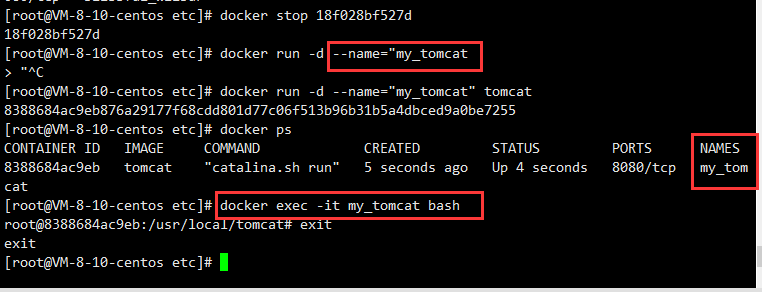 [root@VM-8-10-centos etc]# docker stop 18f028bf527d
18f028bf527d
[root@VM-8-10-centos etc]# docker run -d --name="my_tomcat
> "^C
[root@VM-8-10-centos etc]# docker run -d --name="my_tomcat" tomcat
8388684ac9eb876a29177f68cdd801d77c06f513b96b31b5a4dbced9a0be7255
[root@VM-8-10-centos etc]# docker ps
CONTAINER ID   IMAGE     COMMAND             CREATED         STATUS         PORTS      NAMES
8388684ac9eb   tomcat    "catalina.sh run"   5 seconds ago   Up 4 seconds   8080/tcp   my_tom
cat
[root@VM-8-10-centos etc]# docker exec -it my_tomcat bash
root@8388684ac9eb:/usr/local/tomcat# exit
exit
[root@VM-8-10-centos etc]#